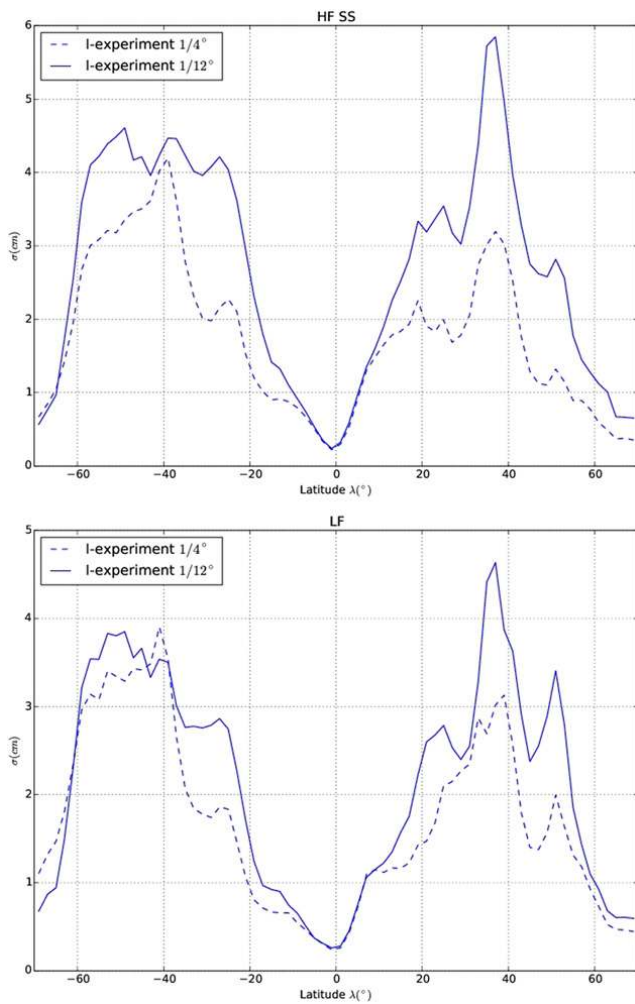 HF SS
I-experiment 1/4°
I-experiment 1/12°
6
5
4
3
2
1
0
σ(cm)
−60 −40 −20 0 20 40 60
Latitude λ(°)
LF
I-experiment 1/4°
I-experiment 1/12°
5
4
3
2
1
0
σ(cm)
−60 −40 −20 0 20 40 60
Latitude λ(°)